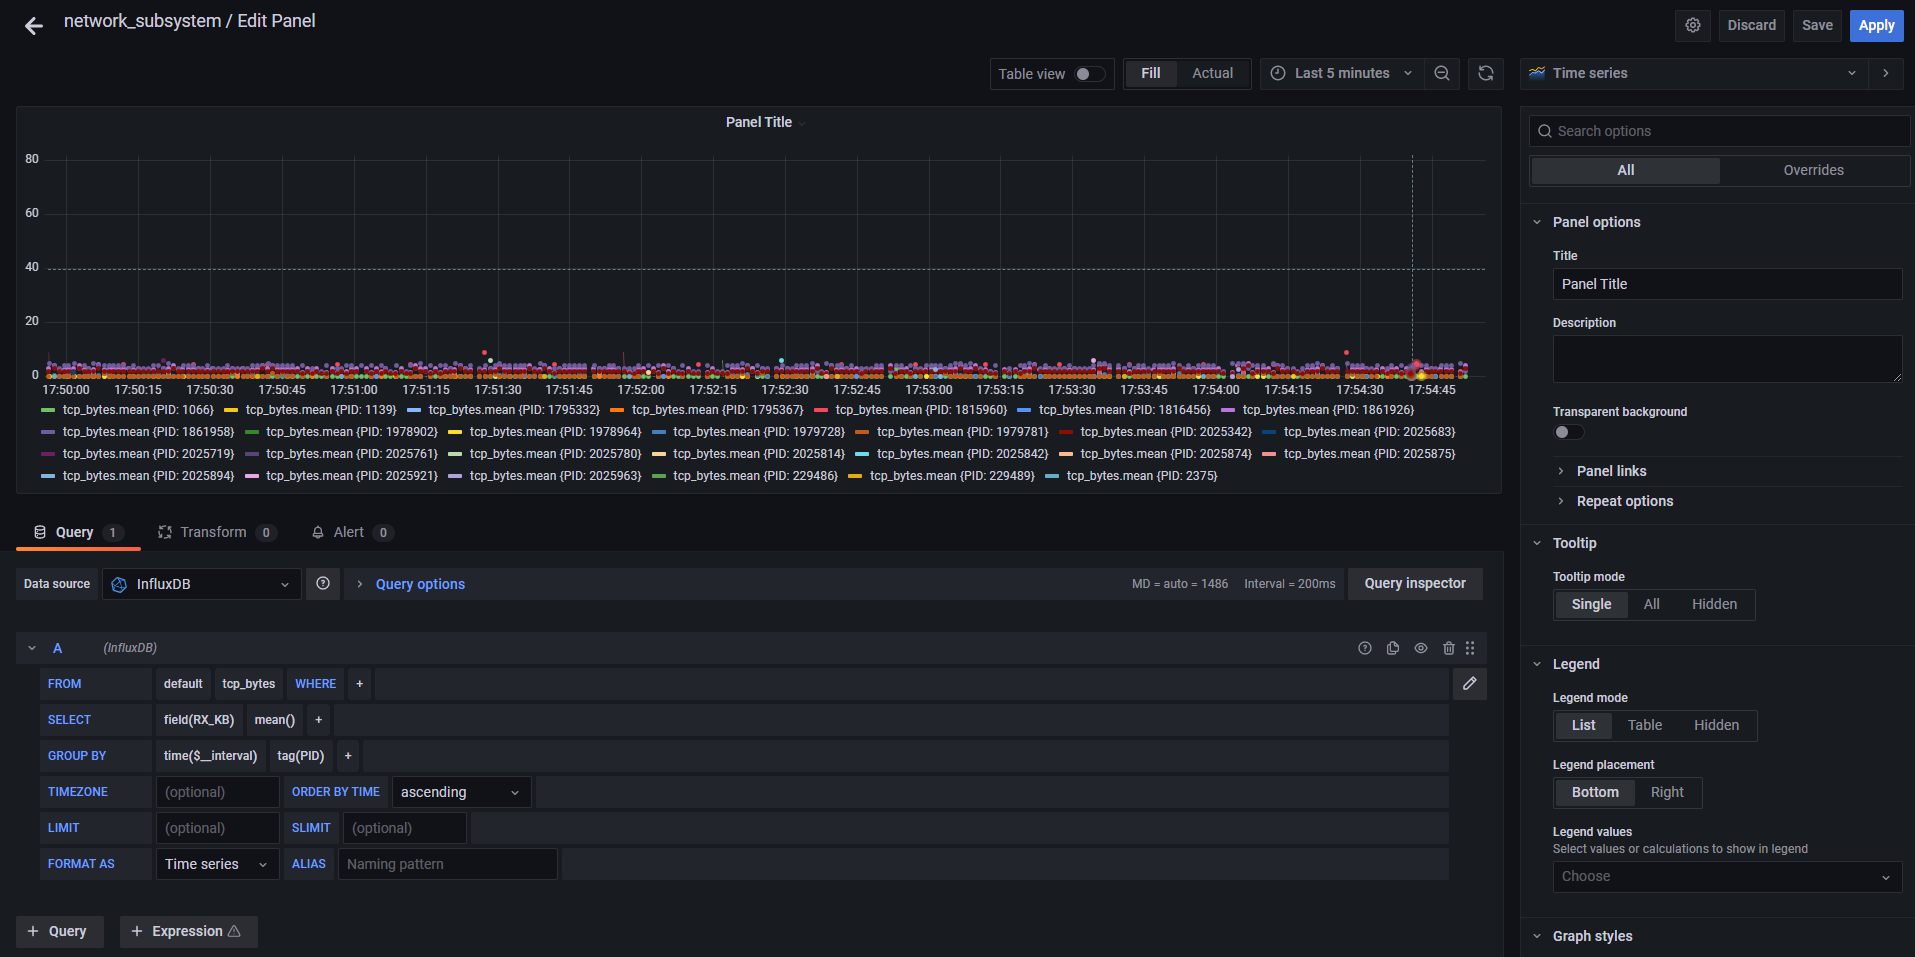 network_subsystem / Edit Panel
Discard Save Apply
Table view Fill Actual Last 5 minutes Time series
Panel Title
80
60
40
20
0
17:50:00 17:50:15 17:50:30 17:50:45 17:51:00 17:51:15 17:51:30 17:51:45 17:52:00 17:52:15 17:52:30 17:52:45 17:53:00 17:53:15 17:53:30 17:53:45 17:54:00 17:54:15 17:54:30 17:54:45
tcp_bytes.mean {PID: 1066} tcp_bytes.mean {PID: 1139} tcp_bytes.mean {PID: 1795332} tcp_bytes.mean {PID: 1795367} tcp_bytes.mean {PID: 1815960} tcp_bytes.mean {PID: 1816456} tcp_bytes.mean {PID: 1861926}
tcp_bytes.mean {PID: 1861958} tcp_bytes.mean {PID: 1978902} tcp_bytes.mean {PID: 1978964} tcp_bytes.mean {PID: 1979728} tcp_bytes.mean {PID: 1979781} tcp_bytes.mean {PID: 2025342} tcp_bytes.mean {PID: 2025683}
tcp_bytes.mean {PID: 2025719} tcp_bytes.mean {PID: 2025761} tcp_bytes.mean {PID: 2025780} tcp_bytes.mean {PID: 2025814} tcp_bytes.mean {PID: 2025842} tcp_bytes.mean {PID: 2025874} tcp_bytes.mean {PID: 2025875}
tcp_bytes.mean {PID: 2025894} tcp_bytes.mean {PID: 2025921} tcp_bytes.mean {PID: 2025963} tcp_bytes.mean {PID: 229486} tcp_bytes.mean {PID: 229489} tcp_bytes.mean {PID: 2375}
Query 1 Transform 0 Alert 0
Data source InfluxDB Query options MD = auto = 1486 Interval = 200ms Query inspector
A (InfluxDB)
FROM default tcp_bytes WHERE +
SELECT field(RX_KB) mean() +
GROUP BY time($__interval) tag(PID) +
TIMEZONE (optional) ORDER BY TIME ascending
LIMIT (optional) SLIMIT (optional)
FORMAT AS Time series ALIAS Naming pattern
+ Query + Expression
Search options
All Overrides
Panel options
Title
Panel Title
Description
Transparent background
Panel links
Repeat options
Tooltip
Tooltip mode
Single All Hidden
Legend
Legend mode
List Table Hidden
Legend placement
Bottom Right
Legend values
Select values or calculations to show in legend
Choose
Graph styles